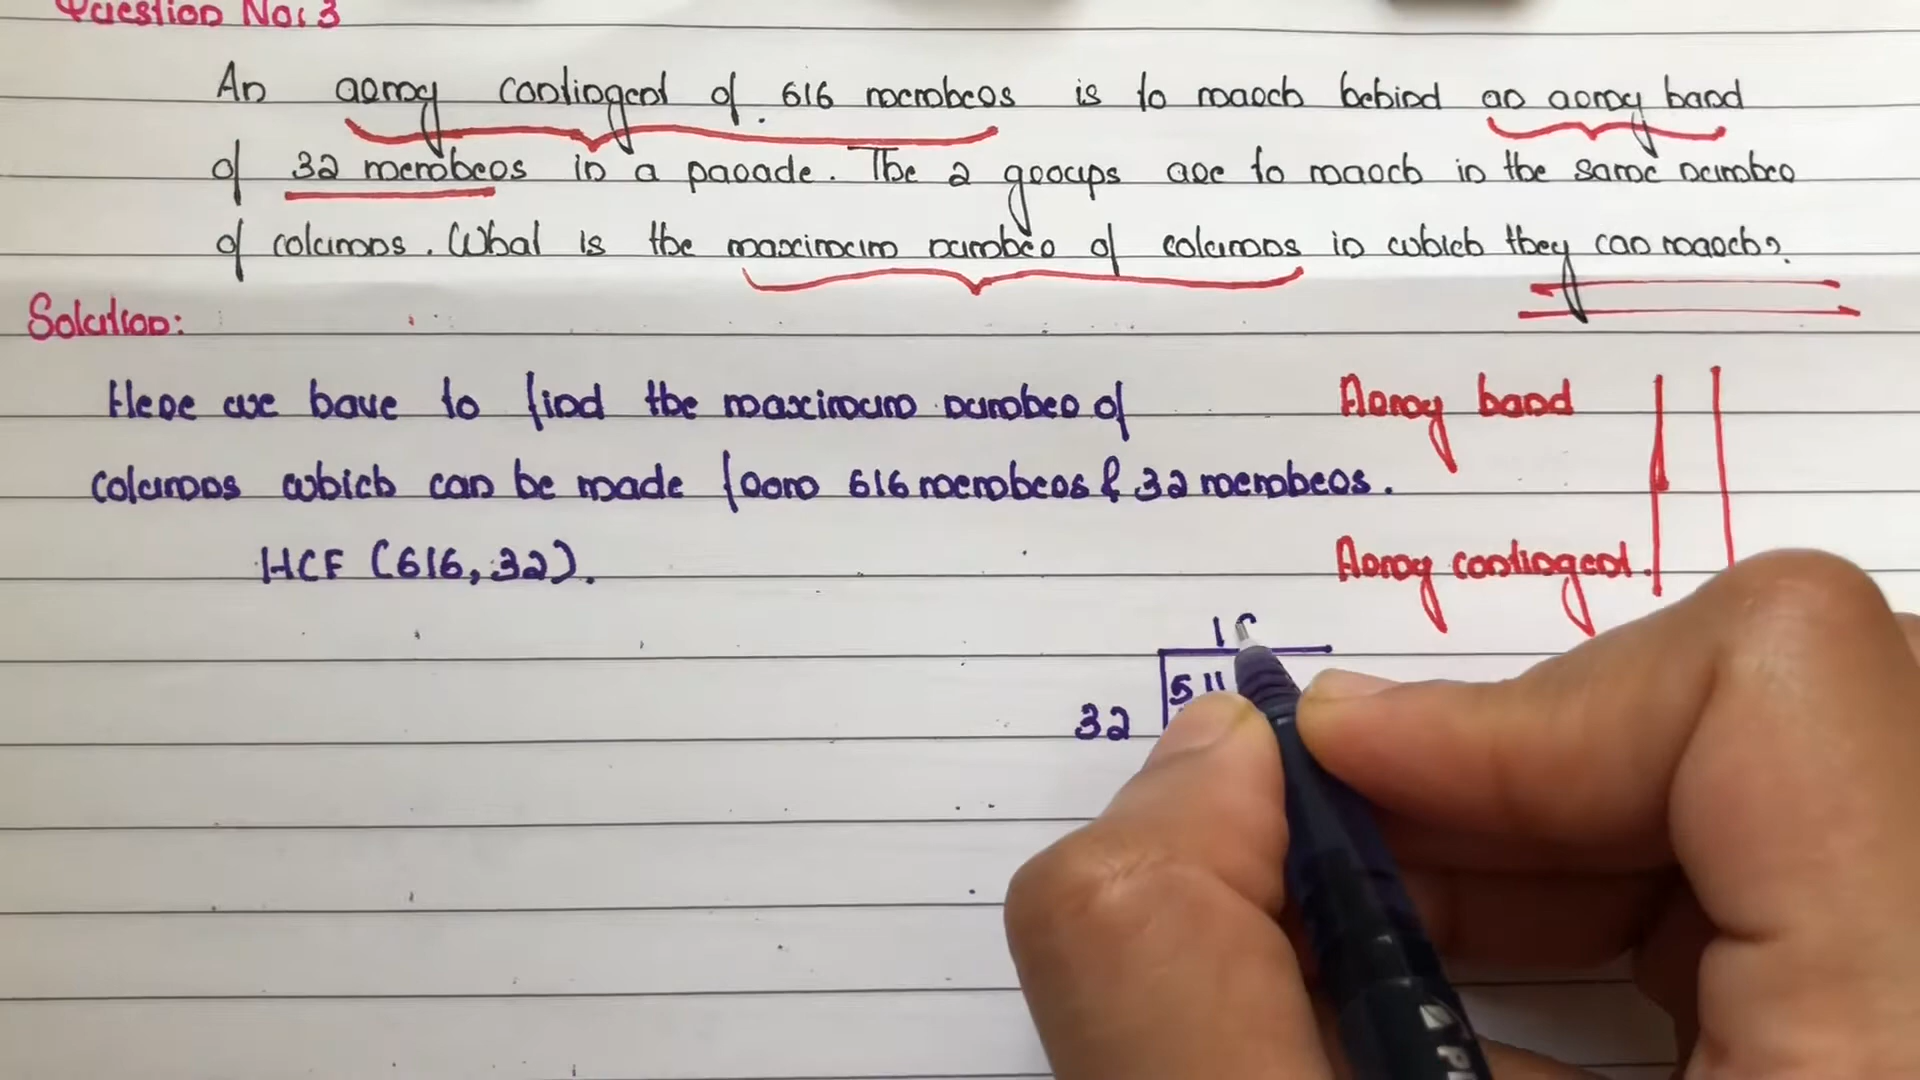 Question No: 3
An army contingent of 616 members is to march behind an army band
of 32 members in a parade. The 2 groups are to march in the same number
of columns. What is the maximum number of columns in which they can march?
Solution:
Here we have to find the maximum number of
columns which can be made from 616 members & 32 members.
HCF (616, 32).
Army band
Army contingent.
1
32
5 11